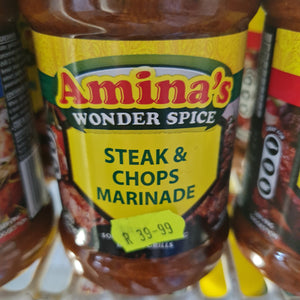 Amina's
WONDER SPICE
STEAK &
CHOPS
MARINADE
R 39-99